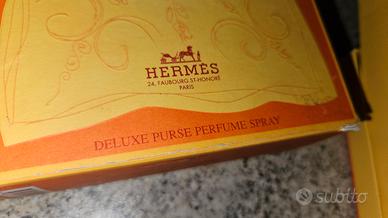 HERMÈS
24, FAUBOURG ST-HONORÉ
PARIS
DELUXE PURSE PERFUME SPRAY
subito